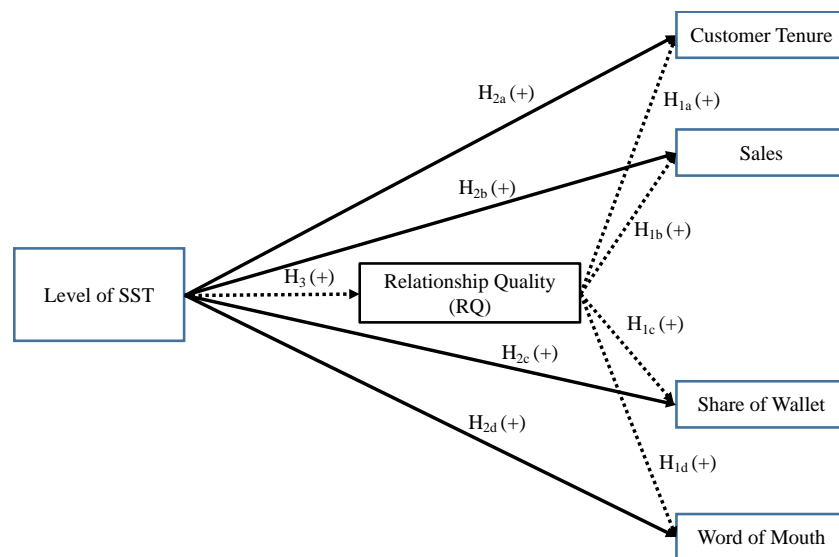 Customer Tenure
H2a (+)
H1a (+)
Sales
H2b (+)
H1b (+)
Level of SST
H3 (+)
Relationship Quality
(RQ)
H1c (+)
H2c (+)
Share of Wallet
H2d (+)
H1d (+)
Word of Mouth